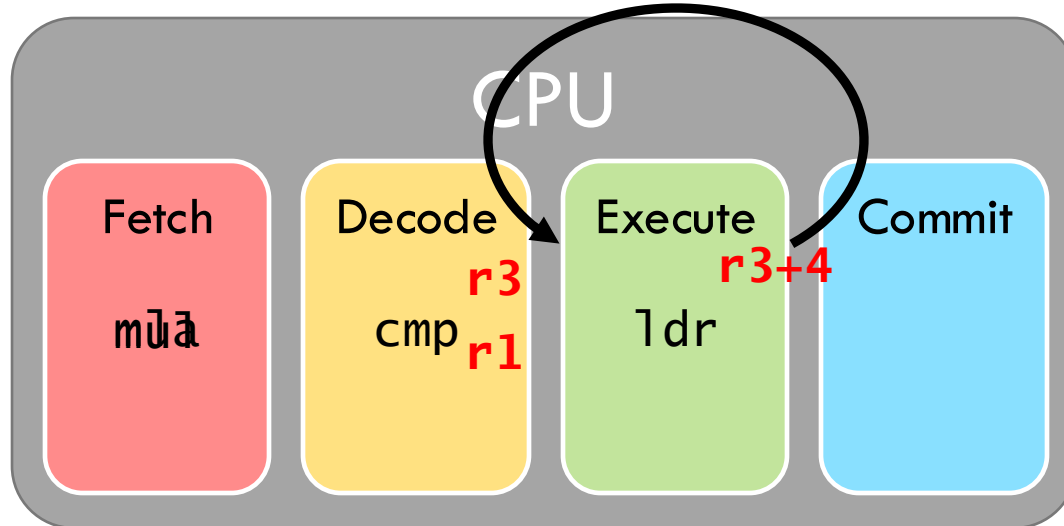 CPU
Fetch
Decode
Execute
Commit
r3
r3+4
cmp
ldr
r1